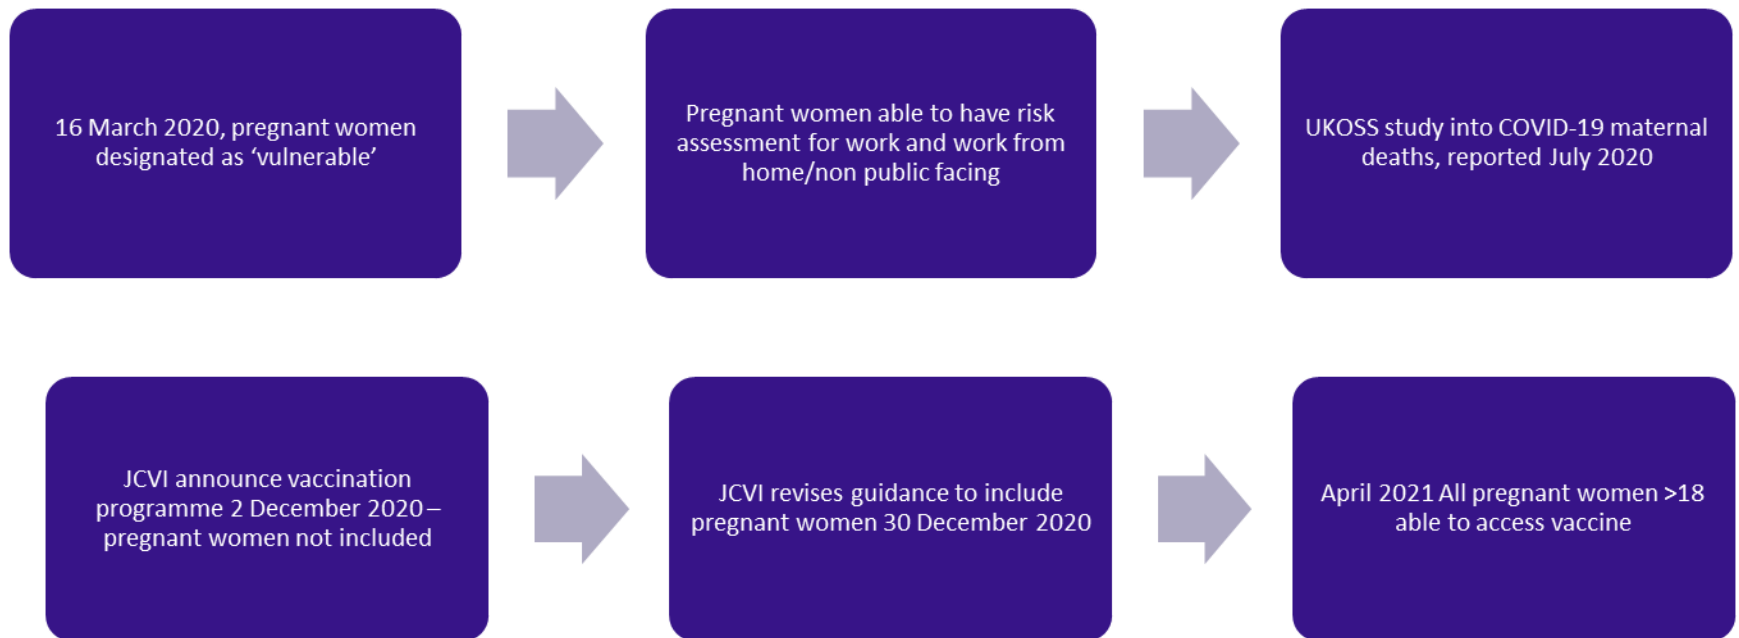 16 March 2020, pregnant women
designated as ‘vulnerable’
Pregnant women able to have risk
assessment for work and work from
home/non public facing
UKOSS study into COVID-19 maternal
deaths, reported July 2020
JCVI announce vaccination
programme 2 December 2020 –
pregnant women not included
JCVI revises guidance to include
pregnant women 30 December 2020
April 2021 All pregnant women >18
able to access vaccine